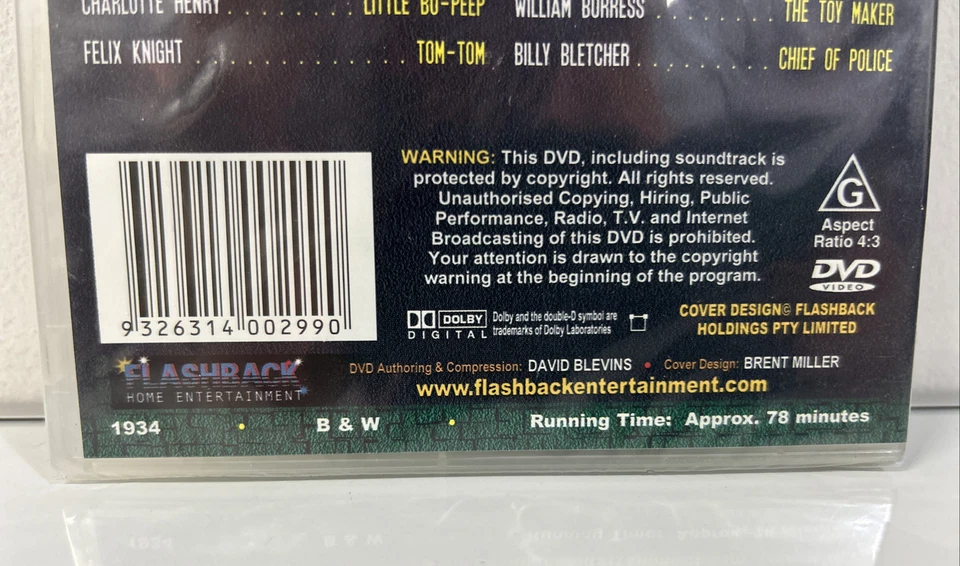 CHARLOTTE HENRY . . . . . . . . . LITTLE BO-PEEP
WILLIAM BURRESS . . . . . . . . THE TOY MAKER
FELIX KNIGHT . . . . . . . . . . . . . . TOM-TOM
BILLY BLETCHER . . . . . . . . . CHIEF OF POLICE
9 326314 002990
WARNING: This DVD, including soundtrack is
protected by copyright. All rights reserved.
Unauthorised Copying, Hiring, Public
Performance, Radio, T.V. and Internet
Broadcasting of this DVD is prohibited.
Your attention is drawn to the copyright
warning at the beginning of the program.
G
Aspect
Ratio 4:3
DVD
VIDEO
DOLBY
DIGITAL
Dolby and the double-D symbol are
trademarks of Dolby Laboratories
COVER DESIGN© FLASHBACK
HOLDINGS PTY LIMITED
FLASHBACK
HOME ENTERTAINMENT
DVD Authoring & Compression: DAVID BLEVINS • Cover Design: BRENT MILLER
www.flashbackentertainment.com
1934 • B & W • Running Time: Approx. 78 minutes